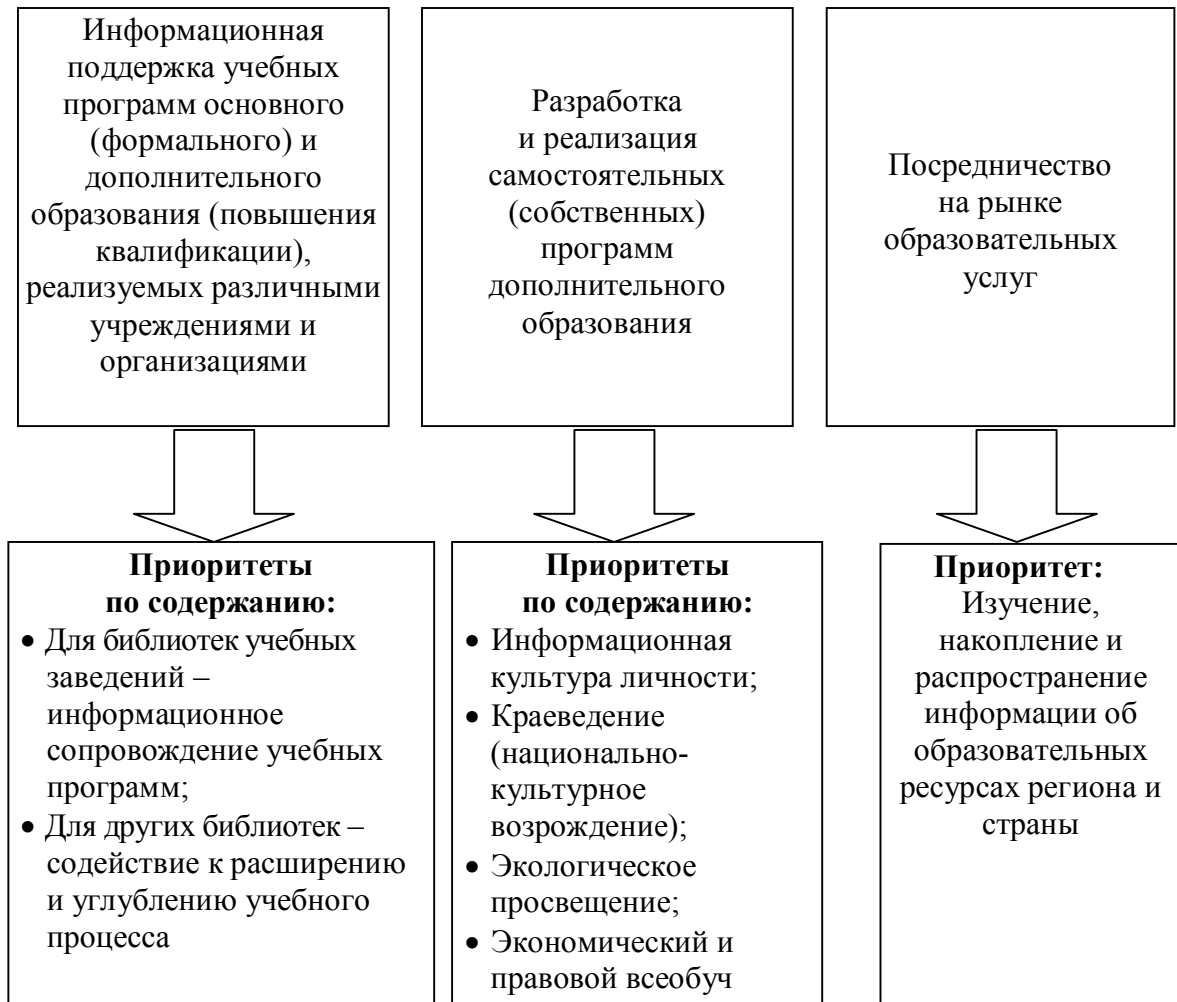 Информационная
поддержка учебных
программ основного
(формального) и
дополнительного
образования (повышения
квалификации),
реализуемых различными
учреждениями и
организациями
Разработка
и реализация
самостоятельных
(собственных)
программ
дополнительного
образования
Посредничество
на рынке
образовательных
услуг
Приоритеты
по содержанию:
• Для библиотек учебных
заведений –
информационное
сопровождение учебных
программ;
• Для других библиотек –
содействие к расширению
и углублению учебного
процесса
Приоритеты
по содержанию:
• Информационная
культура личности;
• Краеведение
(национально-
культурное
возрождение);
• Экологическое
просвещение;
• Экономический и
правовой всеобуч
Приоритет:
Изучение,
накопление и
распространение
информации об
образовательных
ресурсах региона и
страны